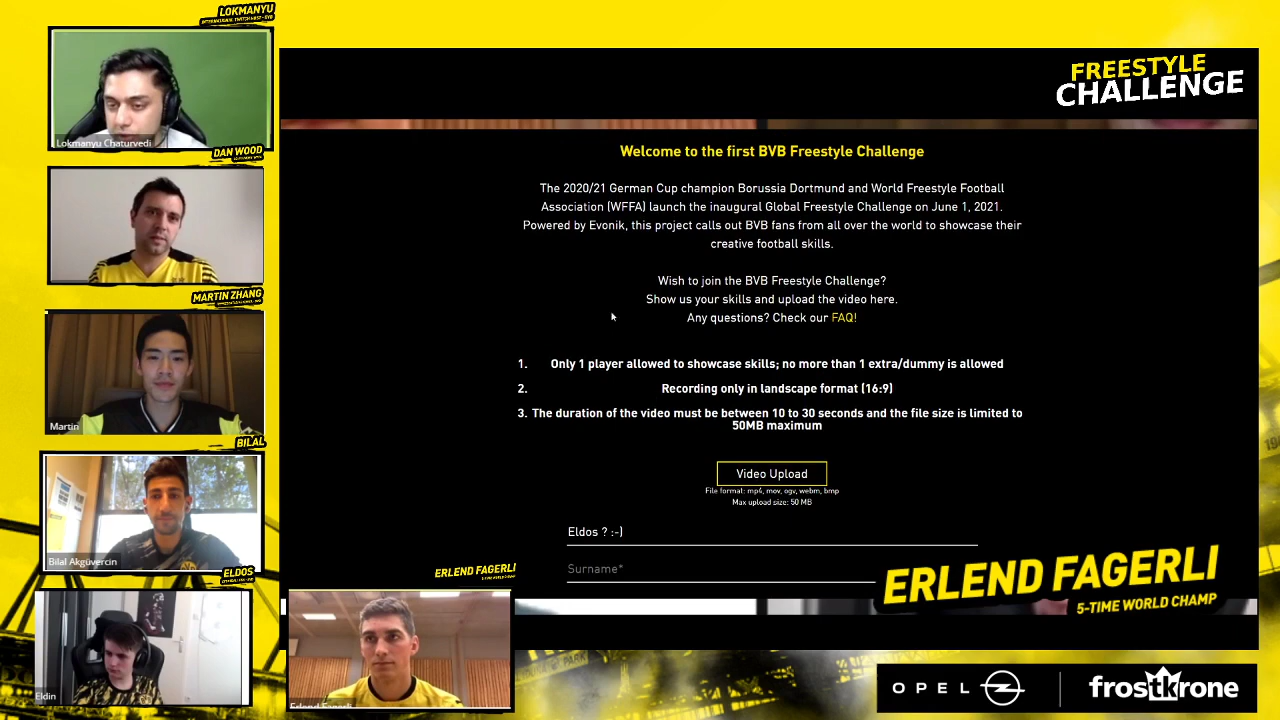 LOKMANYU
Lokmanyu Chaturvedi
DAN WOOD
MARTIN ZHANG
Martin
BILAL
Bilal Akgüvercin
ELDOS
Eldin
FREESTYLE
CHALLENGE
Welcome to the first BVB Freestyle Challenge
The 2020/21 German Cup champion Borussia Dortmund and World Freestyle Football
Association (WFFA) launch the inaugural Global Freestyle Challenge on June 1, 2021.
Powered by Evonik, this project calls out BVB fans from all over the world to showcase their
creative football skills.
Wish to join the BVB Freestyle Challenge?
Show us your skills and upload the video here.
Any questions? Check our FAQ!
1. Only 1 player allowed to showcase skills; no more than 1 extra/dummy is allowed
2. Recording only in landscape format (16:9)
3. The duration of the video must be between 10 to 30 seconds and the file size is limited to
50MB maximum
Video Upload
File format: mp4, mov, ogv, webm, bmp
Max upload size: 50 MB
Eldos ? :-)
Surname*
ERLEND FAGERLI
5-TIME WORLD CHAMP
Erlend Fagerli
ERLEND FAGERLI
5-TIME WORLD CHAMP
OPEL
frostkrone